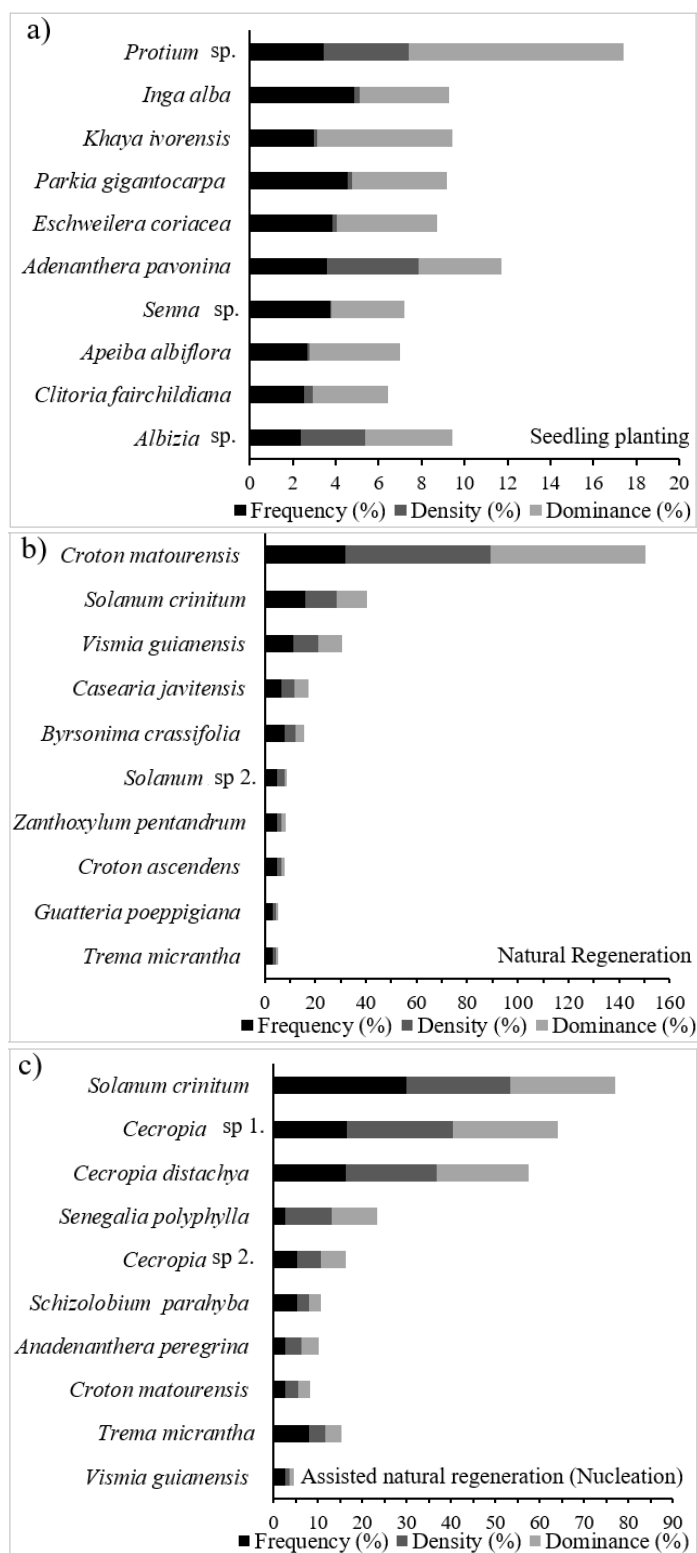 a)
Protium sp.
Inga alba
Khaya ivorensis
Parkia gigantocarpa
Eschweilera coriacea
Adenanthera pavonina
Senna sp.
Apeiba albiflora
Clitoria fairchildiana
Albizia sp.
Seedling planting
0 2 4 6 8 10 12 14 16 18 20
Frequency (%) Density (%) Dominance (%)
b)
Croton matourensis
Solanum crinitum
Vismia guianensis
Casearia javitensis
Byrsonima crassifolia
Solanum sp 2.
Zanthoxylum pentandrum
Croton ascendens
Guatteria poeppigiana
Trema micrantha
Natural Regeneration
0 20 40 60 80 100 120 140 160
Frequency (%) Density (%) Dominance (%)
c)
Solanum crinitum
Cecropia sp 1.
Cecropia distachya
Senegalia polyphylla
Cecropia sp 2.
Schizolobium parahyba
Anadenanthera peregrina
Croton matourensis
Trema micrantha
Vismia guianensis
Assisted natural regeneration (Nucleation)
0 10 20 30 40 50 60 70 80 90
Frequency (%) Density (%) Dominance (%)